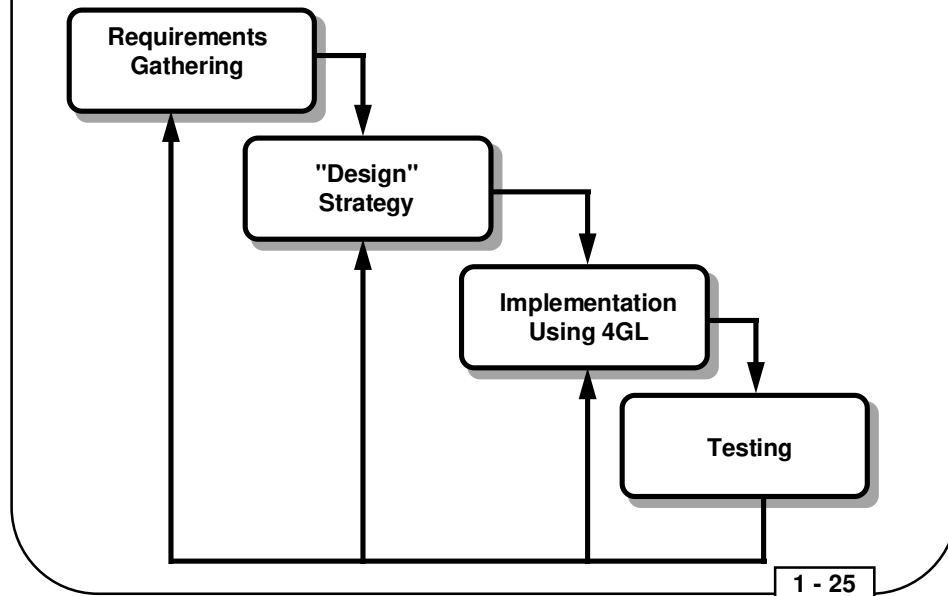 Requirements
Gathering
"Design"
Strategy
Implementation
Using 4GL
Testing
1 - 25